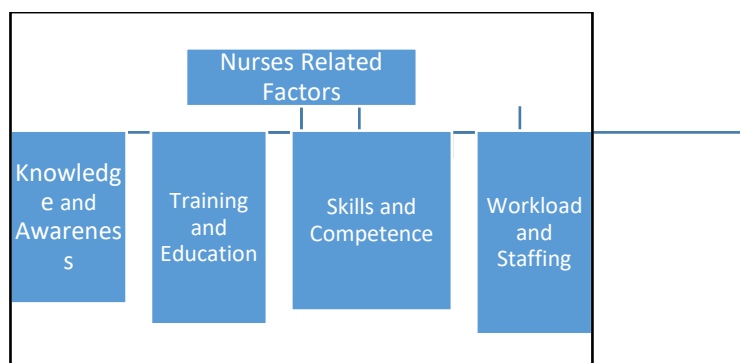 Nurses Related
Factors
Knowledg
e and
Awarenes
s
Training
and
Education
Skills and
Competence
Workload
and
Staffing